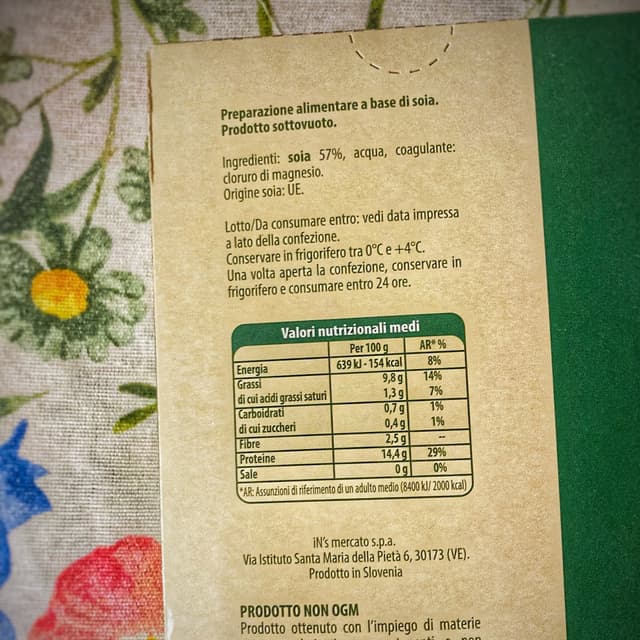 Preparazione alimentare a base di soia.
Prodotto sottovuoto.
Ingredienti: soia 57%, acqua, coagulante:
cloruro di magnesio.
Origine soia: UE.
Lotto/Da consumare entro: vedi data impressa
a lato della confezione.
Conservare in frigorifero tra 0°C e +4°C.
Una volta aperta la confezione, conservare in
frigorifero e consumare entro 24 ore.
Valori nutrizionali medi
Per 100 g AR* %
Energia 639 kJ - 154 kcal 8%
Grassi 9,8 g 14%
di cui acidi grassi saturi 1,3 g 7%
Carboidrati 0,7 g 1%
di cui zuccheri 0,4 g 1%
Fibre 2,5 g --
Proteine 14,4 g 29%
Sale 0 g 0%
*AR: Assunzioni di riferimento di un adulto medio (8400 kJ/ 2000 kcal)
iN's mercato s.p.a.
Via Istituto Santa Maria della Pietà 6, 30173 (VE).
Prodotto in Slovenia
PRODOTTO NON OGM
Prodotto ottenuto con l'impiego di materie